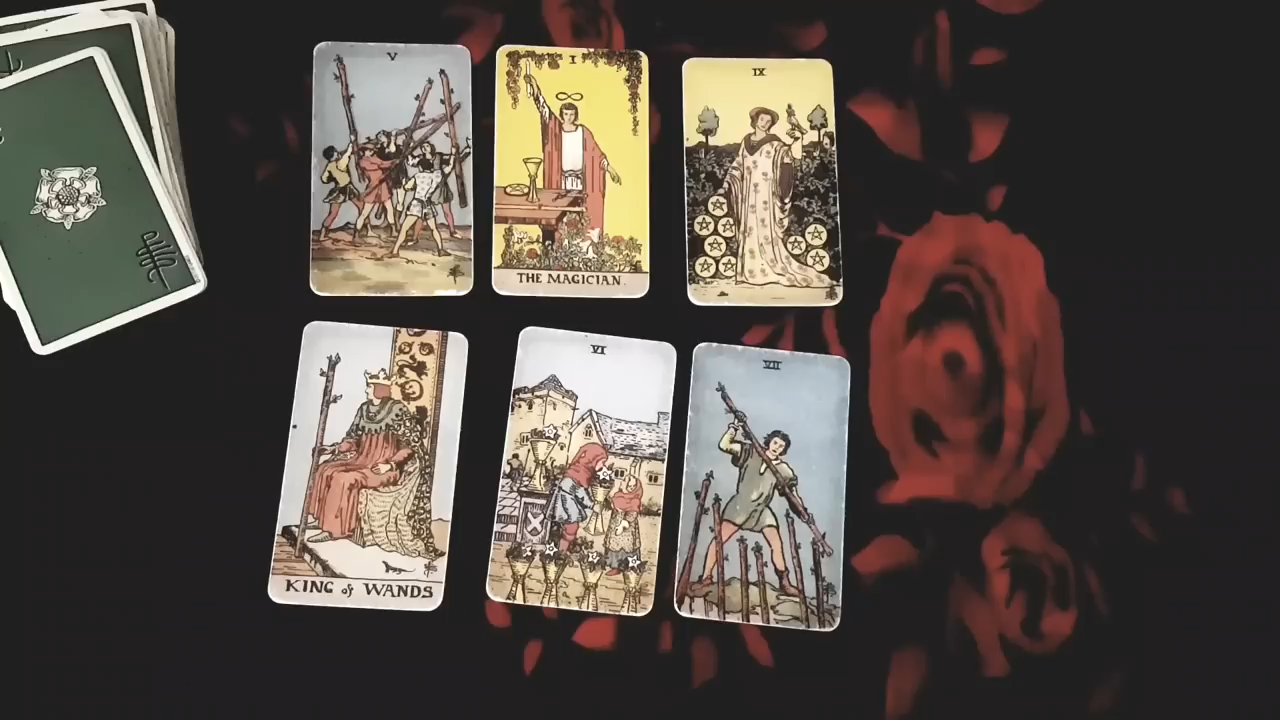 V
I
IX
THE MAGICIAN.
VI
VII
KING of WANDS